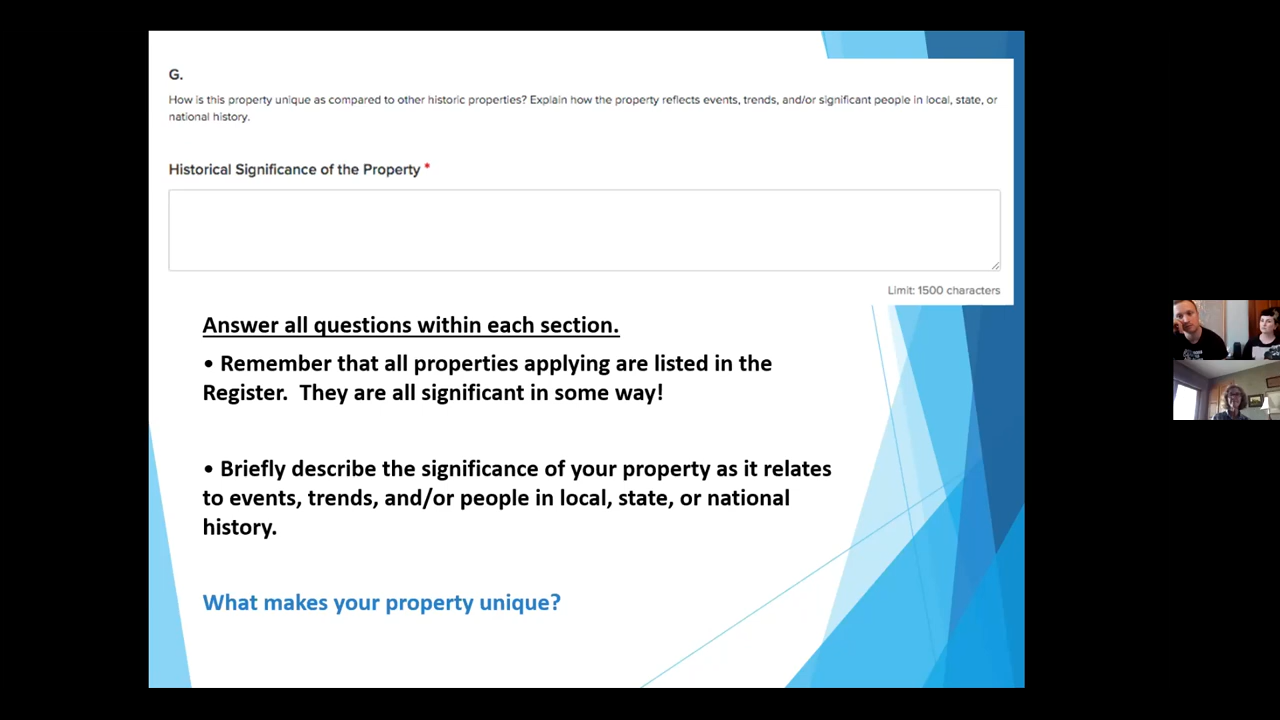 G.
How is this property unique as compared to other historic properties? Explain how the property reflects events, trends, and/or significant people in local, state, or
national history.
Historical Significance of the Property *
Limit: 1500 characters
Answer all questions within each section.
• Remember that all properties applying are listed in the
Register.  They are all significant in some way!
• Briefly describe the significance of your property as it relates
to events, trends, and/or people in local, state, or national
history.
What makes your property unique?